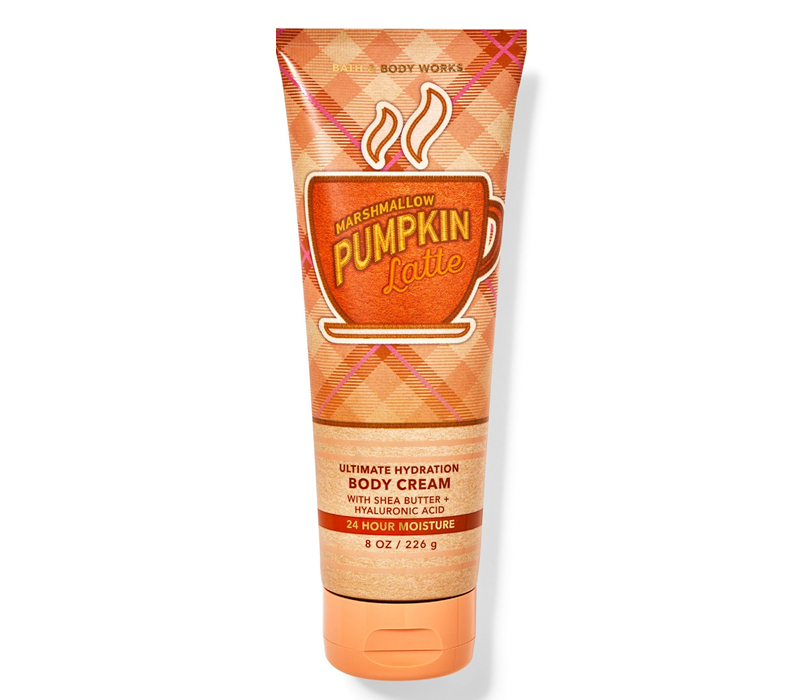 BATH & BODY WORKS
MARSHMALLOW
PUMPKIN
Latte
ULTIMATE HYDRATION
BODY CREAM
WITH SHEA BUTTER +
HYALURONIC ACID
24 HOUR MOISTURE
8 OZ / 226 g